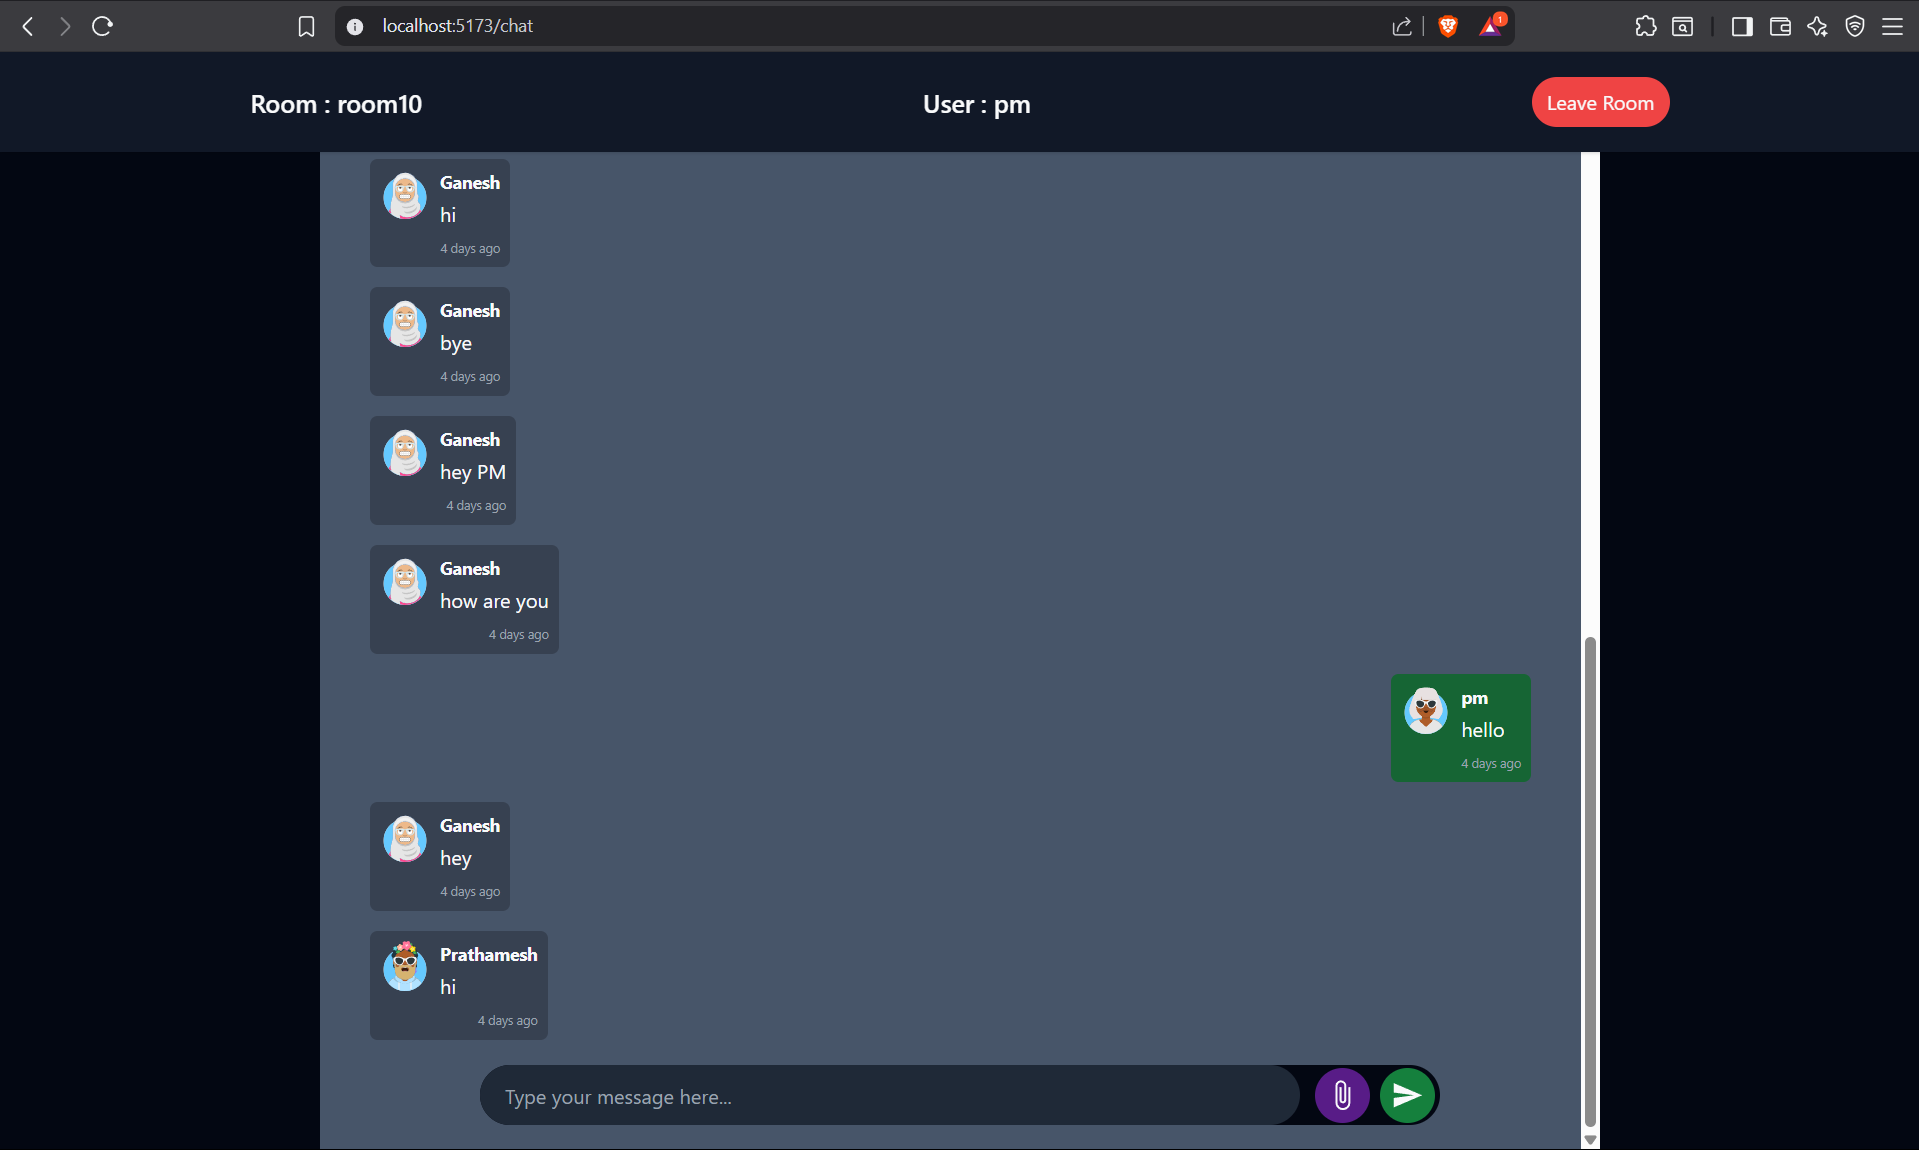 localhost:5173/chat
1
Room : room10
User : pm
Leave Room
Ganesh
hi
4 days ago
Ganesh
bye
4 days ago
Ganesh
hey PM
4 days ago
Ganesh
how are you
4 days ago
pm
hello
4 days ago
Ganesh
hey
4 days ago
Prathamesh
hi
4 days ago
Type your message here...